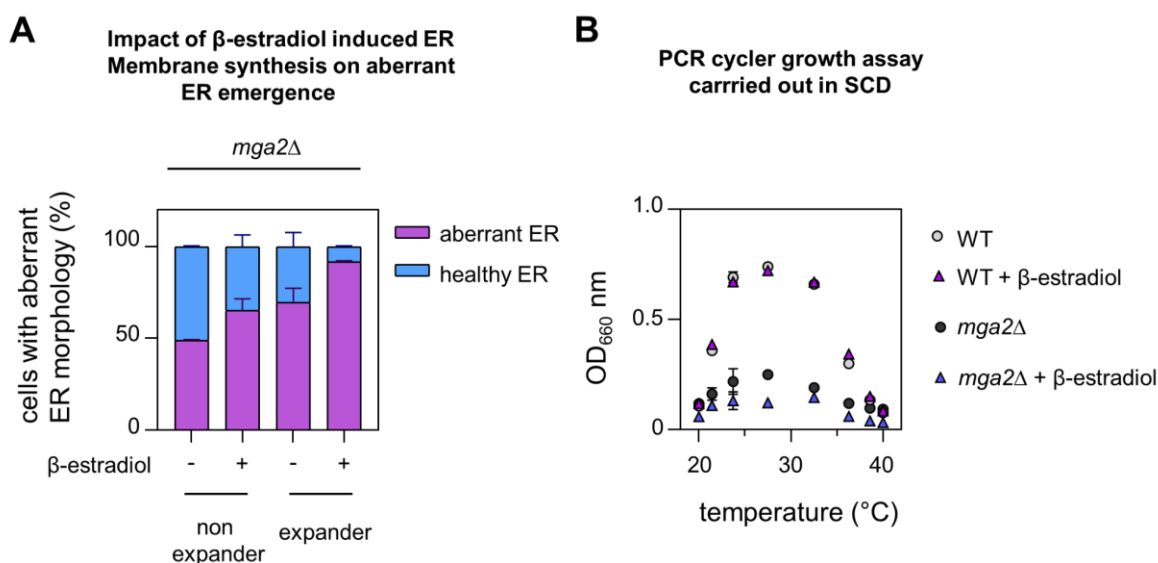 A
Impact of β-estradiol induced ER
Membrane synthesis on aberrant
ER emergence
mga2Δ
cells with aberrant
ER morphology (%)
100
50
0
aberrant ER
healthy ER
β-estradiol - + - +
non
expander
expander
B
PCR cycler growth assay
carrried out in SCD
OD660 nm
1.0
0.5
0
20 30 40
temperature (°C)
WT
WT + β-estradiol
mga2Δ
mga2Δ + β-estradiol